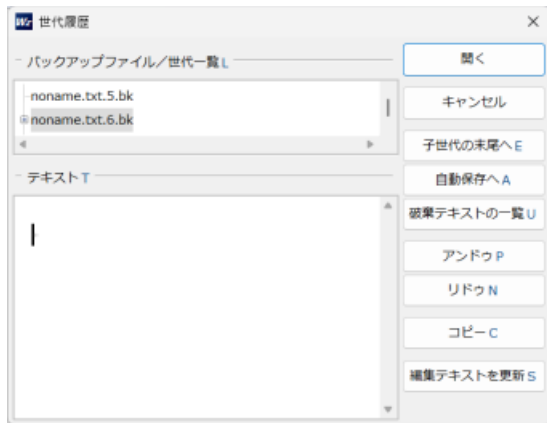 Wr 世代履歴
バックアップファイル／世代一覧L
noname.txt.5.bk
noname.txt.6.bk
テキストT
開く
キャンセル
子世代の末尾へE
自動保存へA
破棄テキストの一覧U
アンドゥP
リドゥN
コピーC
編集テキストを更新S